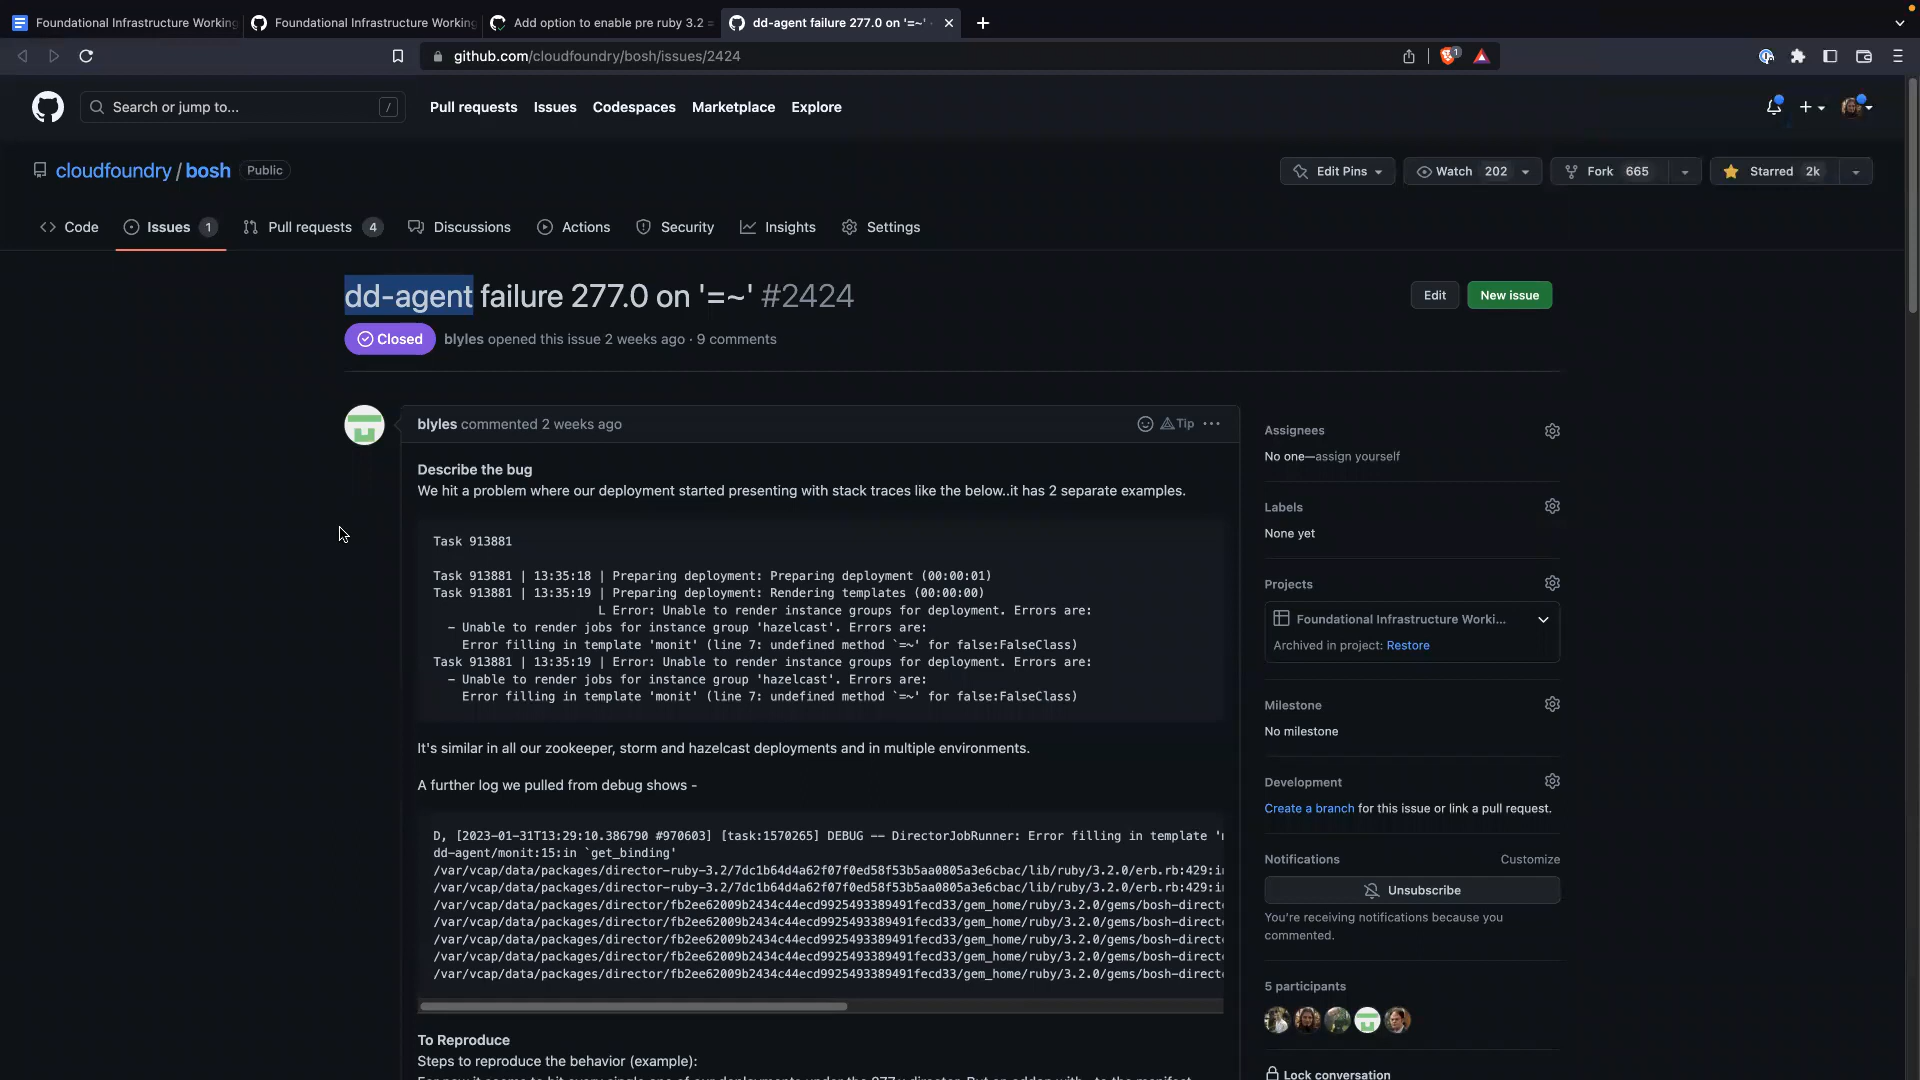 Foundational Infrastructure Working
Foundational Infrastructure Working
Add option to enable pre ruby 3.2 =
dd-agent failure 277.0 on '=~' ·
github.com/cloudfoundry/bosh/issues/2424
1
Search or jump to...
/
Pull requests
Issues
Codespaces
Marketplace
Explore
cloudfoundry / bosh
Public
Edit Pins
Watch 202
Fork 665
Starred 2k
Code
Issues 1
Pull requests 4
Discussions
Actions
Security
Insights
Settings
dd-agent failure 277.0 on '=~' #2424
Edit
New issue
Closed
blyles opened this issue 2 weeks ago · 9 comments
blyles commented 2 weeks ago
Tip
Describe the bug
We hit a problem where our deployment started presenting with stack traces like the below..it has 2 separate examples.
Task 913881
Task 913881 | 13:35:18 | Preparing deployment: Preparing deployment (00:00:01)
Task 913881 | 13:35:19 | Preparing deployment: Rendering templates (00:00:00)
L Error: Unable to render instance groups for deployment. Errors are:
- Unable to render jobs for instance group 'hazelcast'. Errors are:
Error filling in template 'monit' (line 7: undefined method `=~' for false:FalseClass)
Task 913881 | 13:35:19 | Error: Unable to render instance groups for deployment. Errors are:
- Unable to render jobs for instance group 'hazelcast'. Errors are:
Error filling in template 'monit' (line 7: undefined method `=~' for false:FalseClass)
It's similar in all our zookeeper, storm and hazelcast deployments and in multiple environments.
A further log we pulled from debug shows -
D, [2023-01-31T13:29:10.386790 #970603] [task:1570265] DEBUG -- DirectorJobRunner: Error filling in template '
dd-agent/monit:15:in `get_binding'
/var/vcap/data/packages/director-ruby-3.2/7dc1b64d4a62f07f0ed58f53b5aa0805a3e6cbac/lib/ruby/3.2.0/erb.rb:429:i
/var/vcap/data/packages/director-ruby-3.2/7dc1b64d4a62f07f0ed58f53b5aa0805a3e6cbac/lib/ruby/3.2.0/erb.rb:429:i
/var/vcap/data/packages/director/fb2ee62009b2434c44ecd9925493389491fecd33/gem_home/ruby/3.2.0/gems/bosh-direct
/var/vcap/data/packages/director/fb2ee62009b2434c44ecd9925493389491fecd33/gem_home/ruby/3.2.0/gems/bosh-direct
/var/vcap/data/packages/director/fb2ee62009b2434c44ecd9925493389491fecd33/gem_home/ruby/3.2.0/gems/bosh-direct
/var/vcap/data/packages/director/fb2ee62009b2434c44ecd9925493389491fecd33/gem_home/ruby/3.2.0/gems/bosh-direct
/var/vcap/data/packages/director/fb2ee62009b2434c44ecd9925493389491fecd33/gem_home/ruby/3.2.0/gems/bosh-direct
To Reproduce
Steps to reproduce the behavior (example):
Assignees
No one—assign yourself
Labels
None yet
Projects
Foundational Infrastructure Worki...
Archived in project: Restore
Milestone
No milestone
Development
Create a branch for this issue or link a pull request.
Notifications
Customize
Unsubscribe
You're receiving notifications because you
commented.
5 participants
Lock conversation